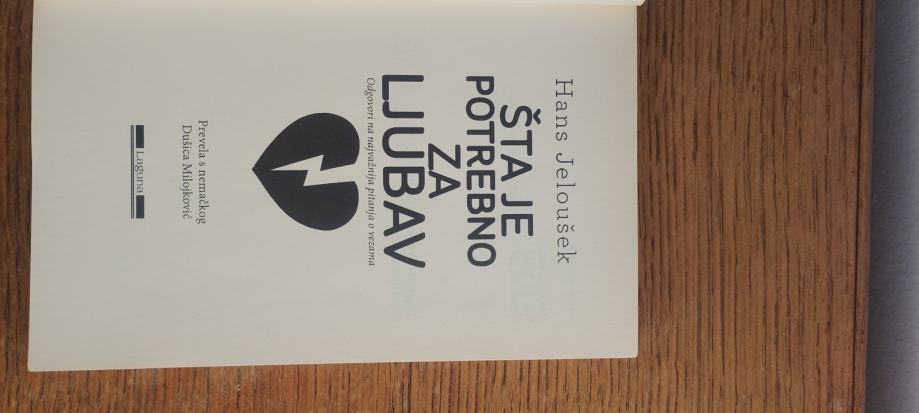 Hans Jeloušek
ŠTA JE
POTREBNO
ZA
LJUBAV
Odgovori na najvažnija pitanja o vezama
Prevela s nemačkog
Dušica Milojković
Laguna